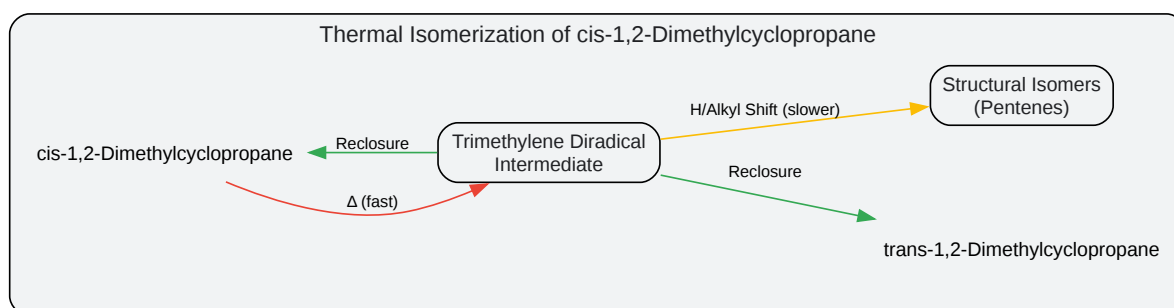 Thermal Isomerization of cis-1,2-Dimethylcyclopropane
Structural Isomers
(Pentenes)
H/Alkyl Shift (slower)
cis-1,2-Dimethylcyclopropane
Reclosure
Trimethylene Diradical
Intermediate
Reclosure
Δ (fast)
trans-1,2-Dimethylcyclopropane